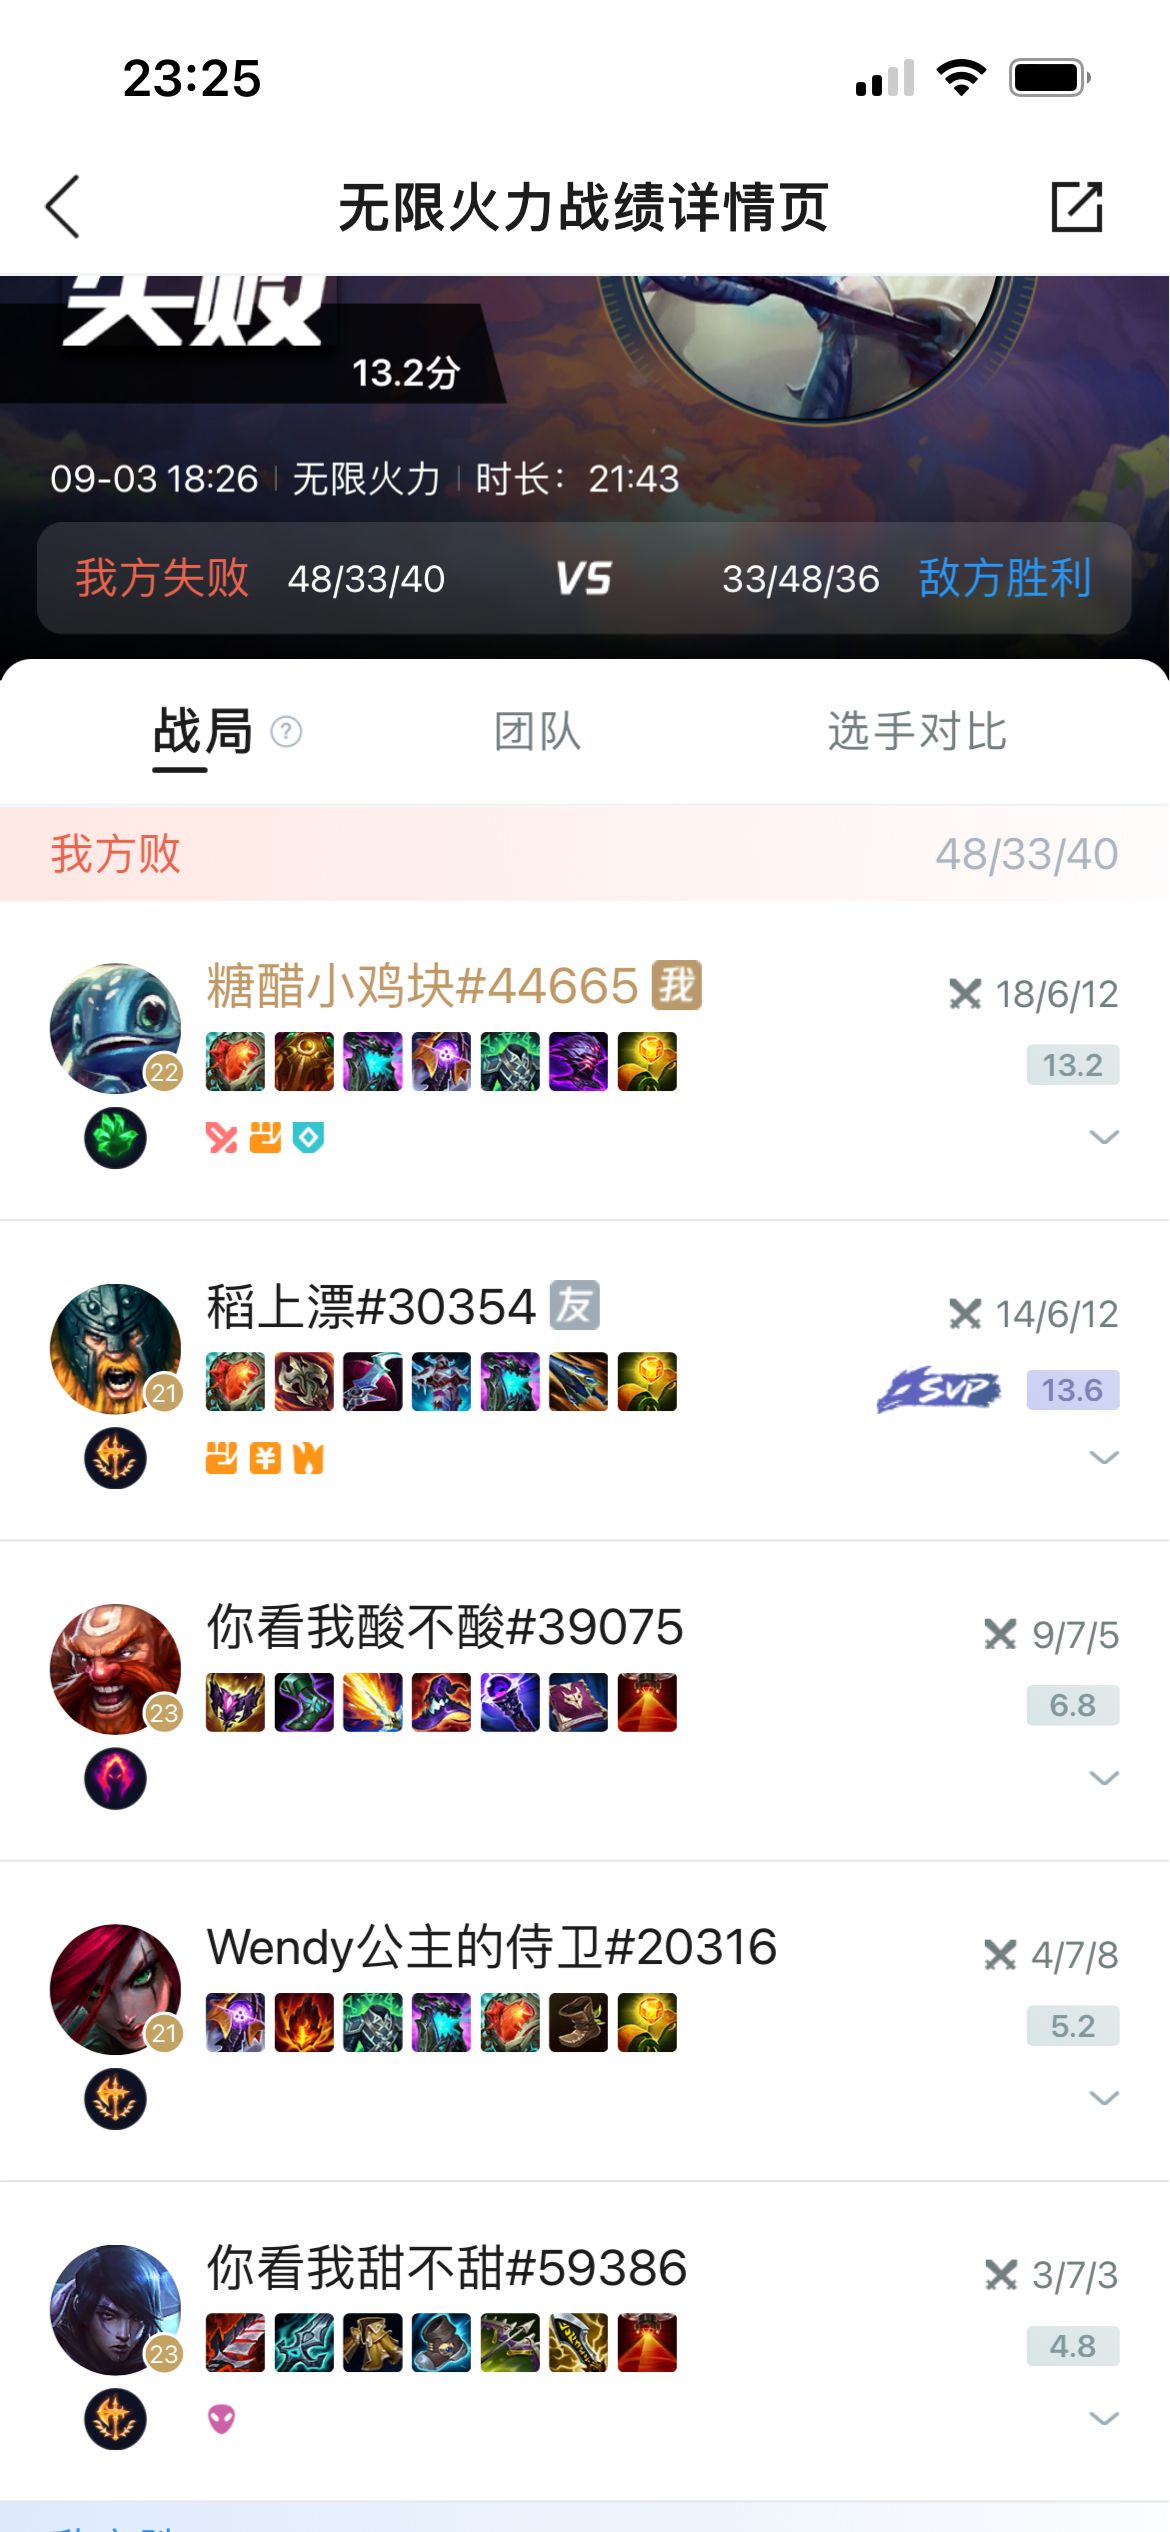 23:25
无限火力战绩详情页
失败
13.2分
09-03 18:26 无限火力 时长：21:43
我方失败 48/33/40 VS 33/48/36 敌方胜利
战局 ? 团队 选手对比
我方败 48/33/40
糖醋小鸡块#44665 我 18/6/12
22
13.2
稻上漂#30354 友 14/6/12
21
SVP 13.6
¥
你看我酸不酸#39075 9/7/5
23
6.8
Wendy公主的侍卫#20316 4/7/8
21
5.2
你看我甜不甜#59386 3/7/3
23
4.8